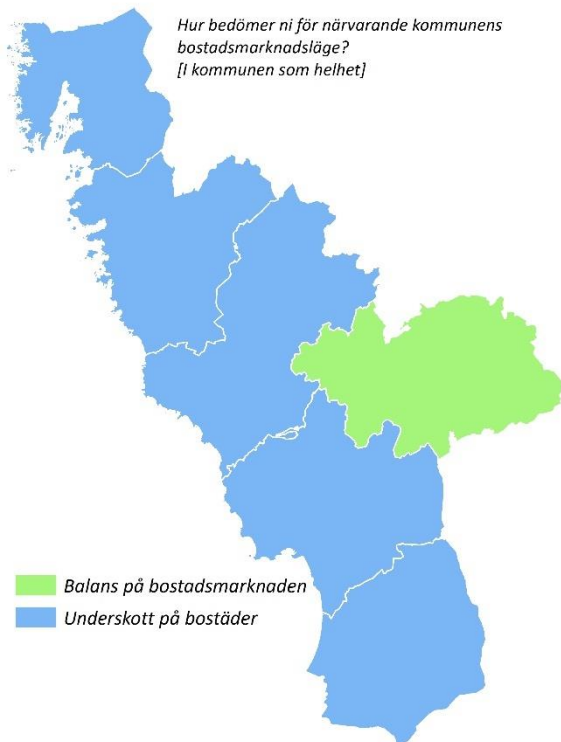 Hur bedömer ni för närvarande kommunens
bostadsmarknadsläge?
[I kommunen som helhet]
Balans på bostadsmarknaden
Underskott på bostäder